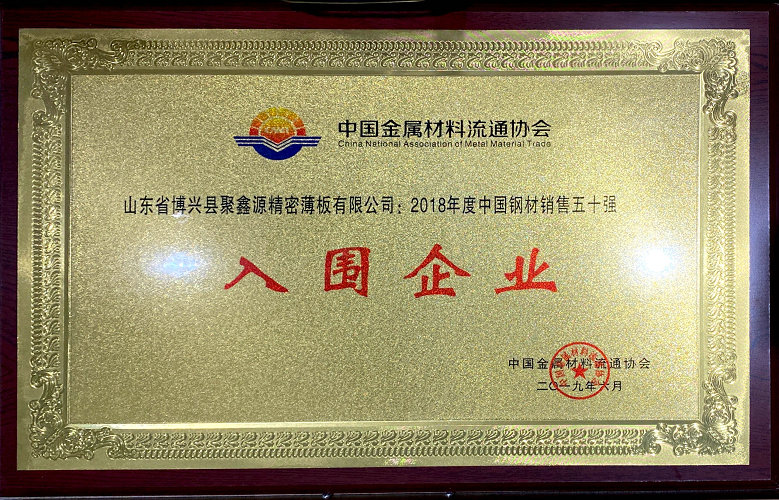 中国金属材料流通协会
China National Association of Metal Material Trade
山东省博兴县聚鑫源精密薄板有限公司：2018年度中国钢材销售五十强
入围企业
中国金属材料流通协会
二〇一九年六月